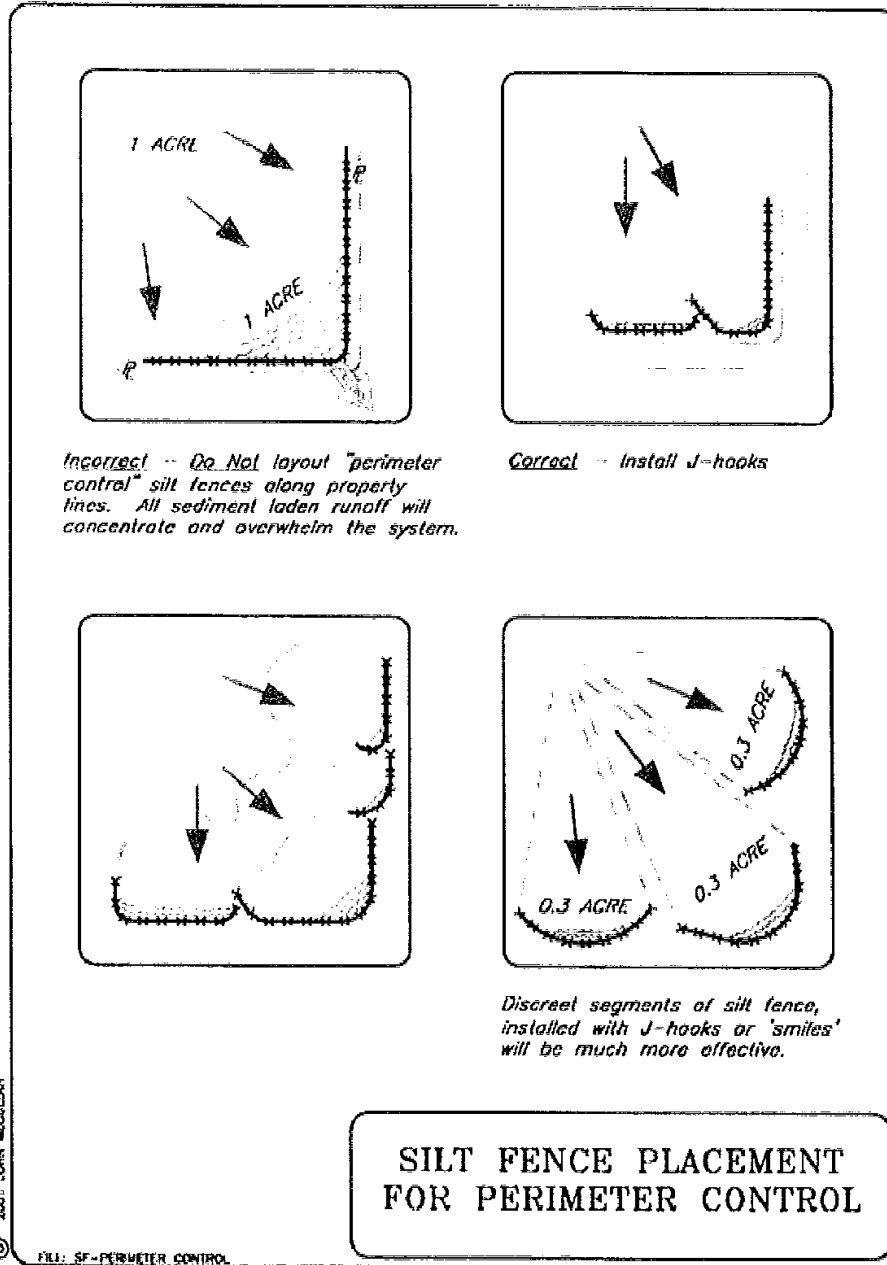 1 ACRE
PL
1 ACRE
PL
Incorrect - Do Not layout "perimeter
control" silt fences along property
lines. All sediment laden runoff will
concentrate and overwhelm the system.
Correct - Install J-hooks
0.3 ACRE
0.3 ACRE
0.3 ACRE
Discreet segments of silt fence,
installed with J-hooks or 'smiles'
will be much more effective.
SILT FENCE PLACEMENT
FOR PERIMETER CONTROL
FILE: SF-PERIMETER CONTROL
© JOHN